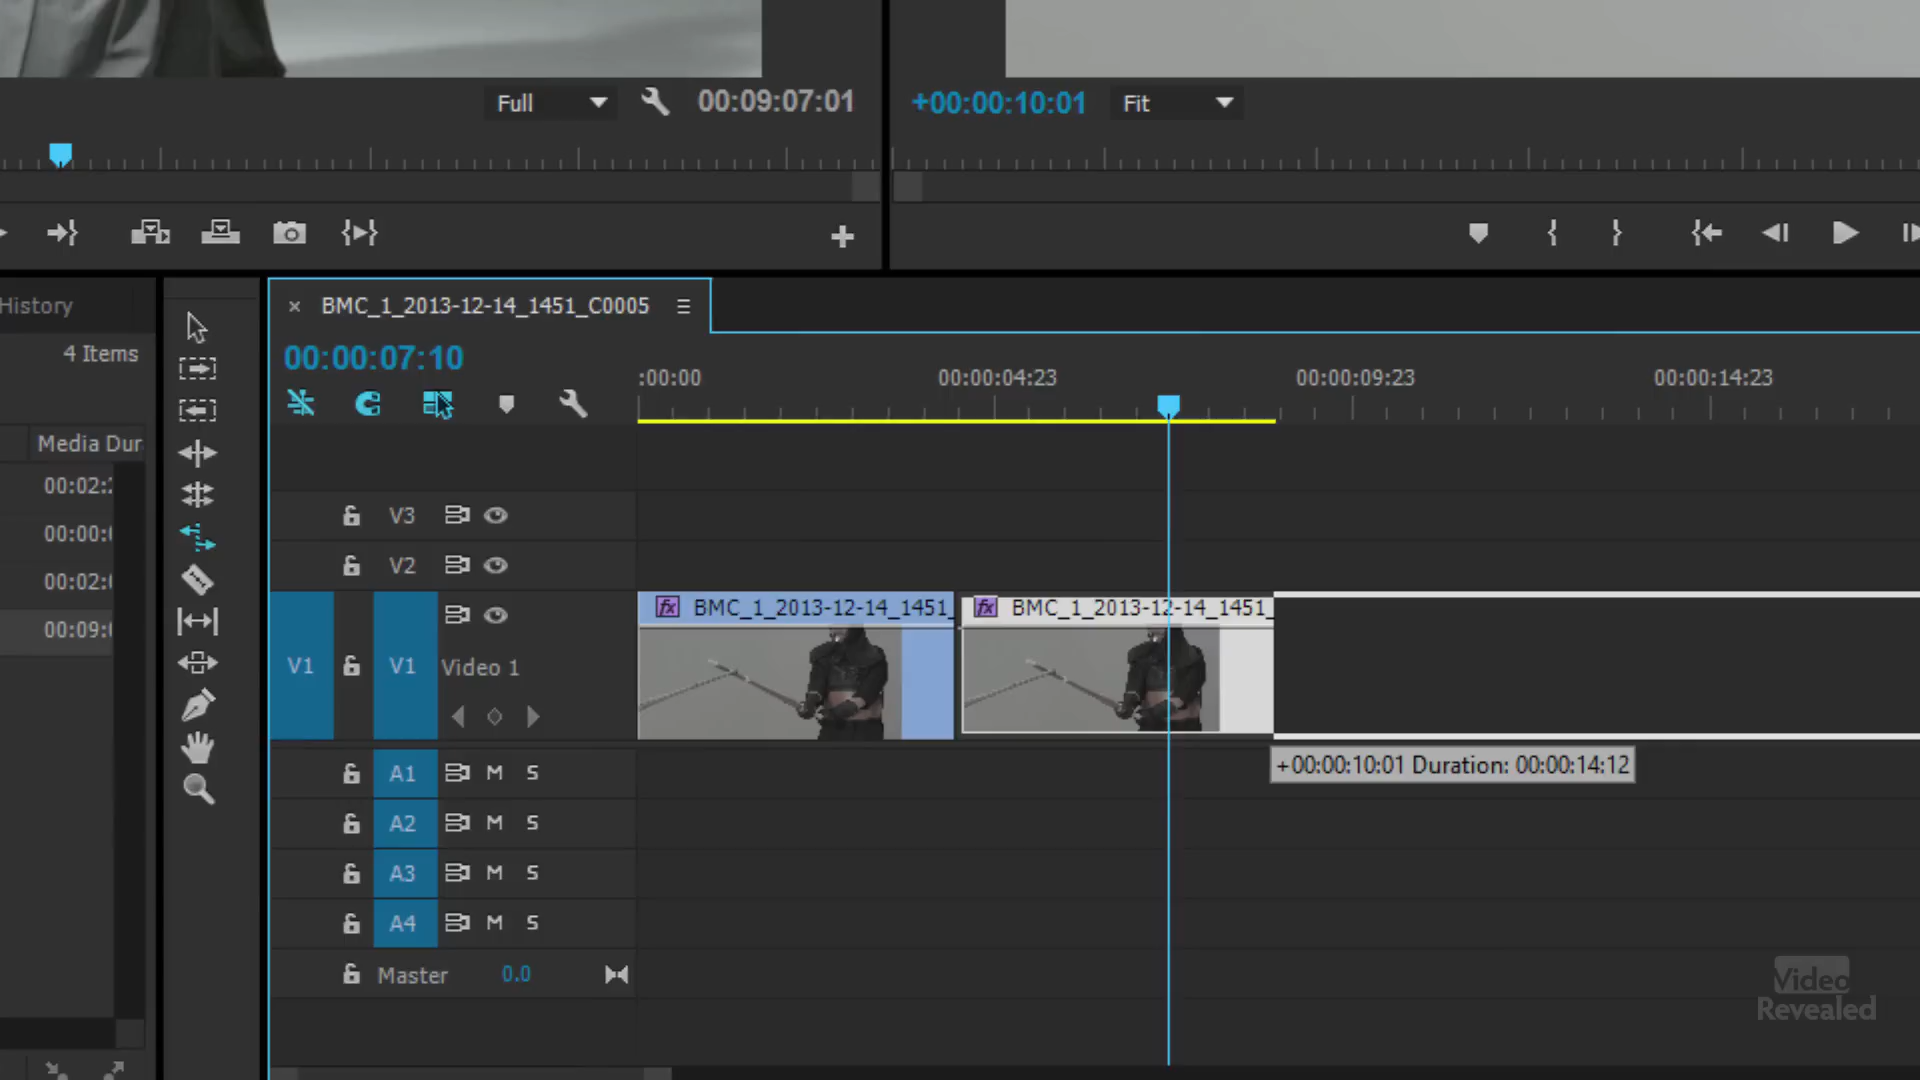 Full
00:09:07:01
+00:00:10:01
Fit
History
4 Items
Media Dur
00:02:
00:00:
00:02:
00:09:
× BMC_1_2013-12-14_1451_C0005
00:00:07:10
:00:00
00:00:04:23
00:00:09:23
00:00:14:23
V3
V2
fx BMC_1_2013-12-14_1451_
fx BMC_1_2013-12-14_1451_
V1
V1
Video 1
+00:00:10:01 Duration: 00:00:14:12
A1 M S
A2 M S
A3 M S
A4 M S
Master 0.0
Video
Revealed